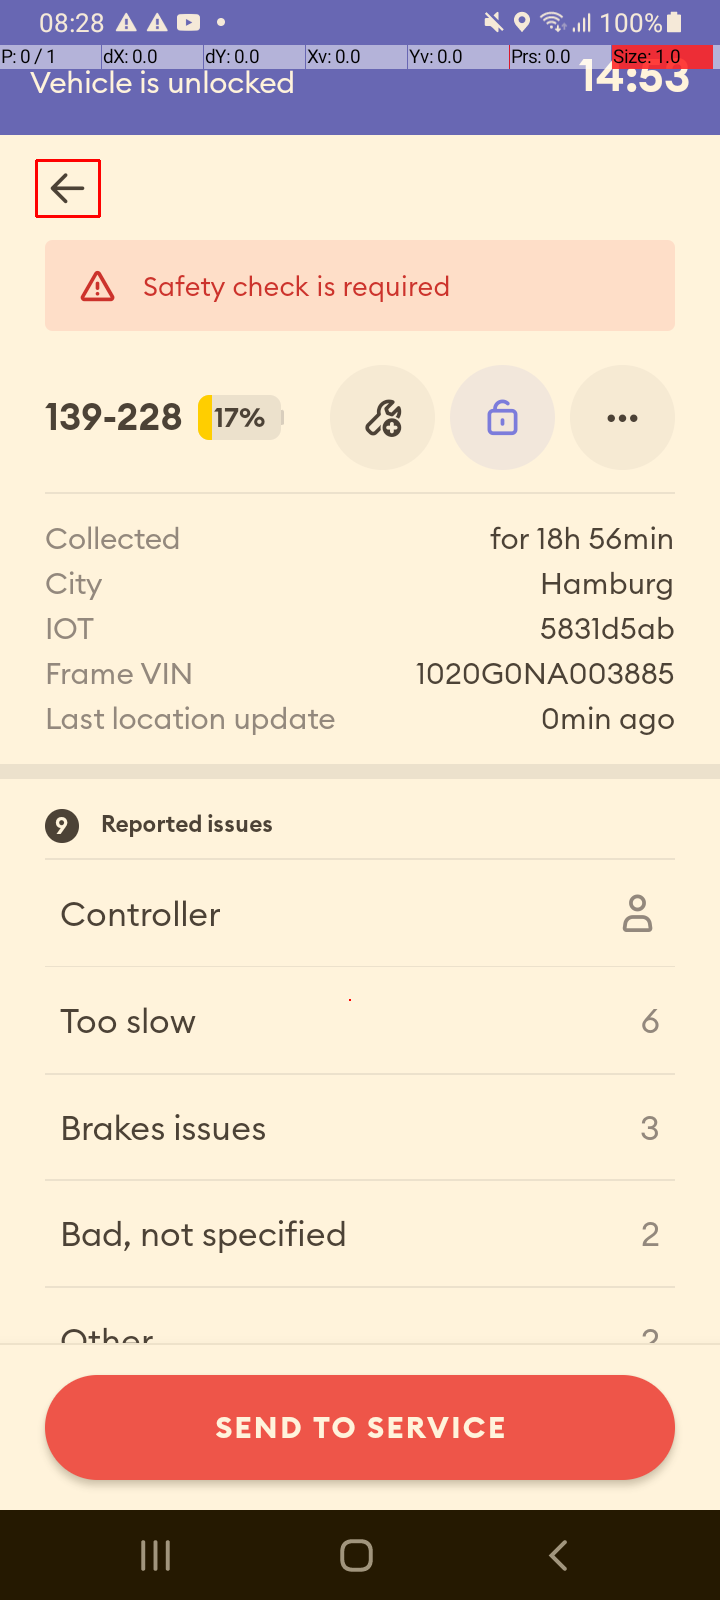 08:28 100%
P: 0 / 1 dX: 0.0 dY: 0.0 Xv: 0.0 Yv: 0.0 Prs: 0.0 Size: 1.0
Vehicle is unlocked 14:53
Safety check is required
139-228 17%
Collected for 18h 56min
City Hamburg
IOT 5831d5ab
Frame VIN 1020G0NA003885
Last location update 0min ago
9 Reported issues
Controller
Too slow 6
Brakes issues 3
Bad, not specified 2
Other 2
SEND TO SERVICE